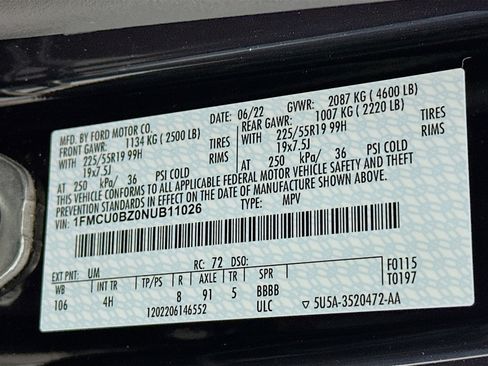 MFD. BY FORD MOTOR CO.
06/22 GVWR: 2087 KG ( 4600 LB)
FRONT GAWR: 1134 KG ( 2500 LB) REAR GAWR: 1007 KG ( 2220 LB)
225/55R19 99H TIRES 225/55R19 99H TIRES
19x7.5J RIMS 19x7.5J RIMS
AT 250 kPa/ 36 PSI COLD AT 250 kPa/ 36 PSI COLD
THIS VEHICLE CONFORMS TO ALL APPLICABLE FEDERAL MOTOR VEHICLE SAFETY AND THEFT
PREVENTION STANDARDS IN EFFECT ON THE DATE OF MANUFACTURE SHOWN ABOVE.
1FMCU0BZ0NUB11026 TYPE: MPV
EXT PNT: UM RC: 72 DSO:
WB INT TR TP/PS R AXLE TR SPR F0115
106 4H 8 91 5 BBBB T0197
1202206146552 ULC ▽ 5U5A-3520472-AA